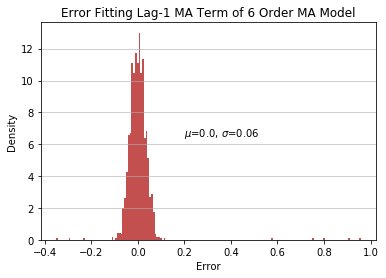 Error Fitting Lag-1 MA Term of 6 Order MA Model
Density
12
10
8
6
4
2
0
μ=0.0, σ=0.06
−0.4 −0.2 0.0 0.2 0.4 0.6 0.8 1.0
Error